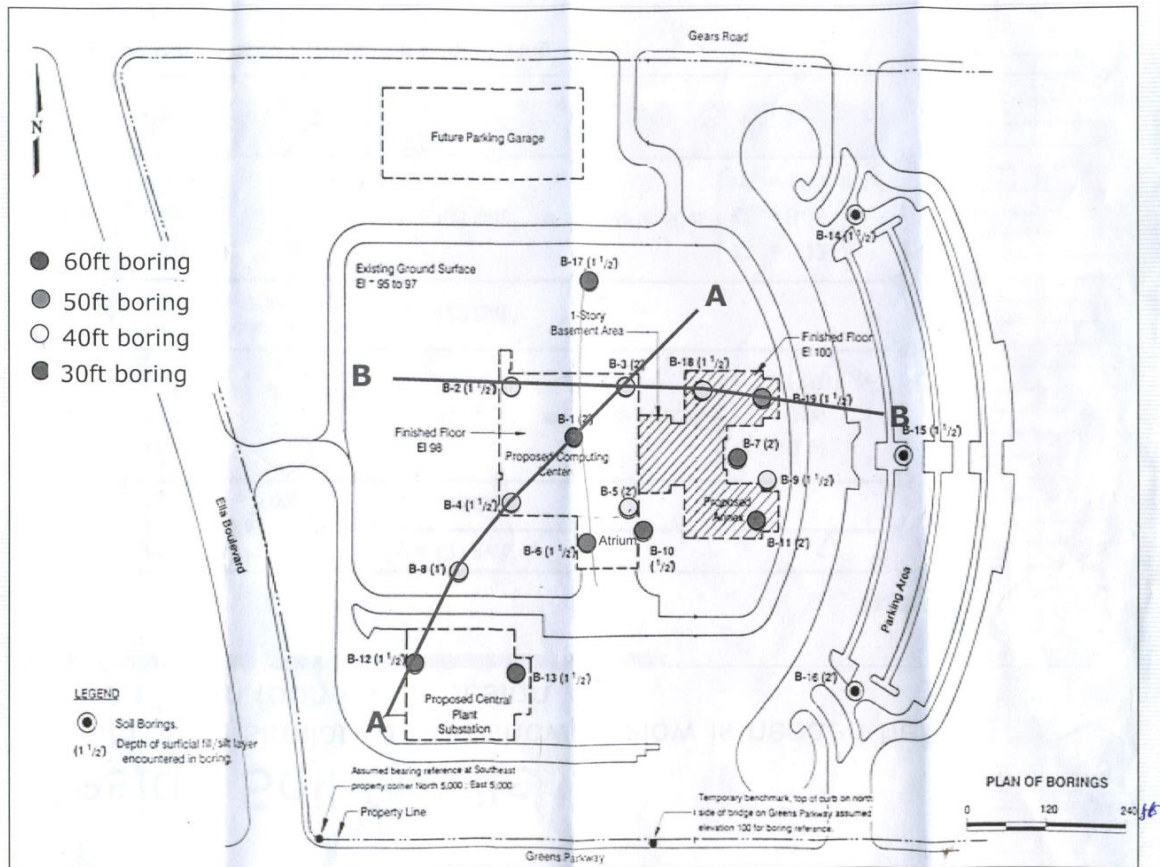 Gears Road
N
Future Parking Garage
60ft boring
50ft boring
40ft boring
30ft boring
Existing Ground Surface
El = 95 to 97
B-17 (1 1/2')
B-14 (1 1/2')
1-Story
Basement Area
A
Finished Floor
El 100
B
B-2 (1 1/2')
B-3 (2')
B-18 (1 1/2')
B-19 (1 1/2')
B
B-15 (1 1/2')
B-1 (2')
Finished Floor
El 98
Proposed Computing
Center
B-7 (2')
B-9 (1 1/2')
B-4 (1 1/2')
B-5 (2')
Proposed
Annex
B-11 (2')
B-6 (1 1/2')
Atrium
B-10
(1/2')
B-8 (1')
Ella Boulevard
Parking Area
B-12 (1 1/2')
B-13 (1 1/2')
B-16 (2')
A
Proposed Central
Plant
Substation
LEGEND
Soil Borings.
(1 1/2') Depth of surficial fill/silt layer
encountered in boring.
Assumed bearing reference at Southeast
property corner North 5,000 ; East 5,000.
Property Line
Temporary benchmark, top of curb on north
side of bridge on Greens Parkway assumed
elevation 100 for boring reference.
Greens Parkway
PLAN OF BORINGS
0 120 240 ft